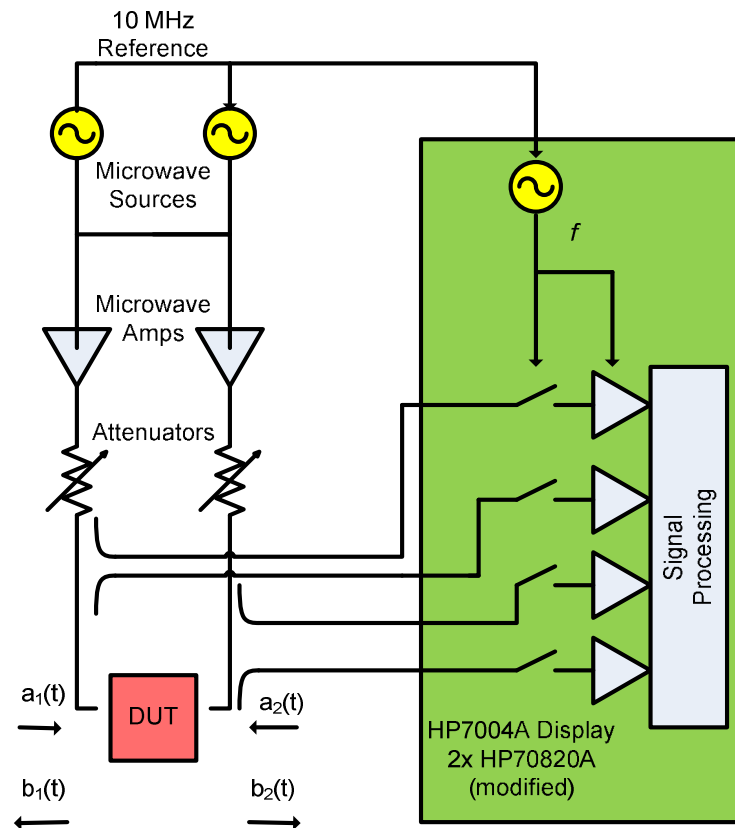 10 MHz
Reference
Microwave
Sources
f
Microwave
Amps
Attenuators
Signal
Processing
a1(t)
DUT
a2(t)
HP7004A Display
2x HP70820A
(modified)
b1(t)
b2(t)